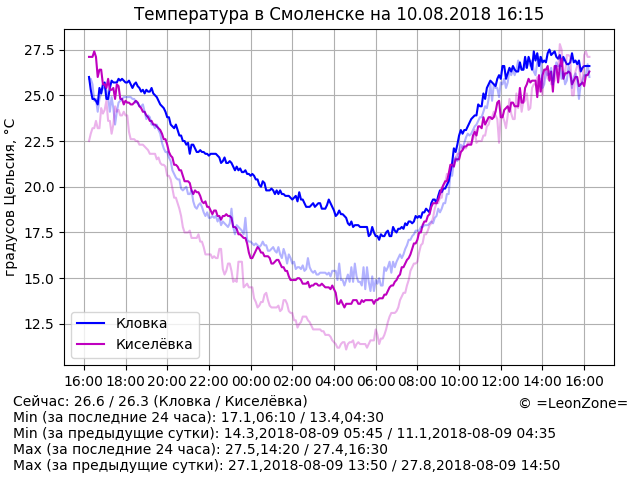 Температура в Смоленске на 10.08.2018 16:15
градусов Цельсия, °C
27.5
25.0
22.5
20.0
17.5
15.0
12.5
Кловка
Киселёвка
16:00 18:00 20:00 22:00 00:00 02:00 04:00 06:00 08:00 10:00 12:00 14:00 16:00
Сейчас: 26.6 / 26.3 (Кловка / Киселёвка)
© =LeonZone=
Min (за последние 24 часа): 17.1,06:10 / 13.4,04:30
Min (за предыдущие сутки): 14.3,2018-08-09 05:45 / 11.1,2018-08-09 04:35
Max (за последние 24 часа): 27.5,14:20 / 27.4,16:30
Max (за предыдущие сутки): 27.1,2018-08-09 13:50 / 27.8,2018-08-09 14:50